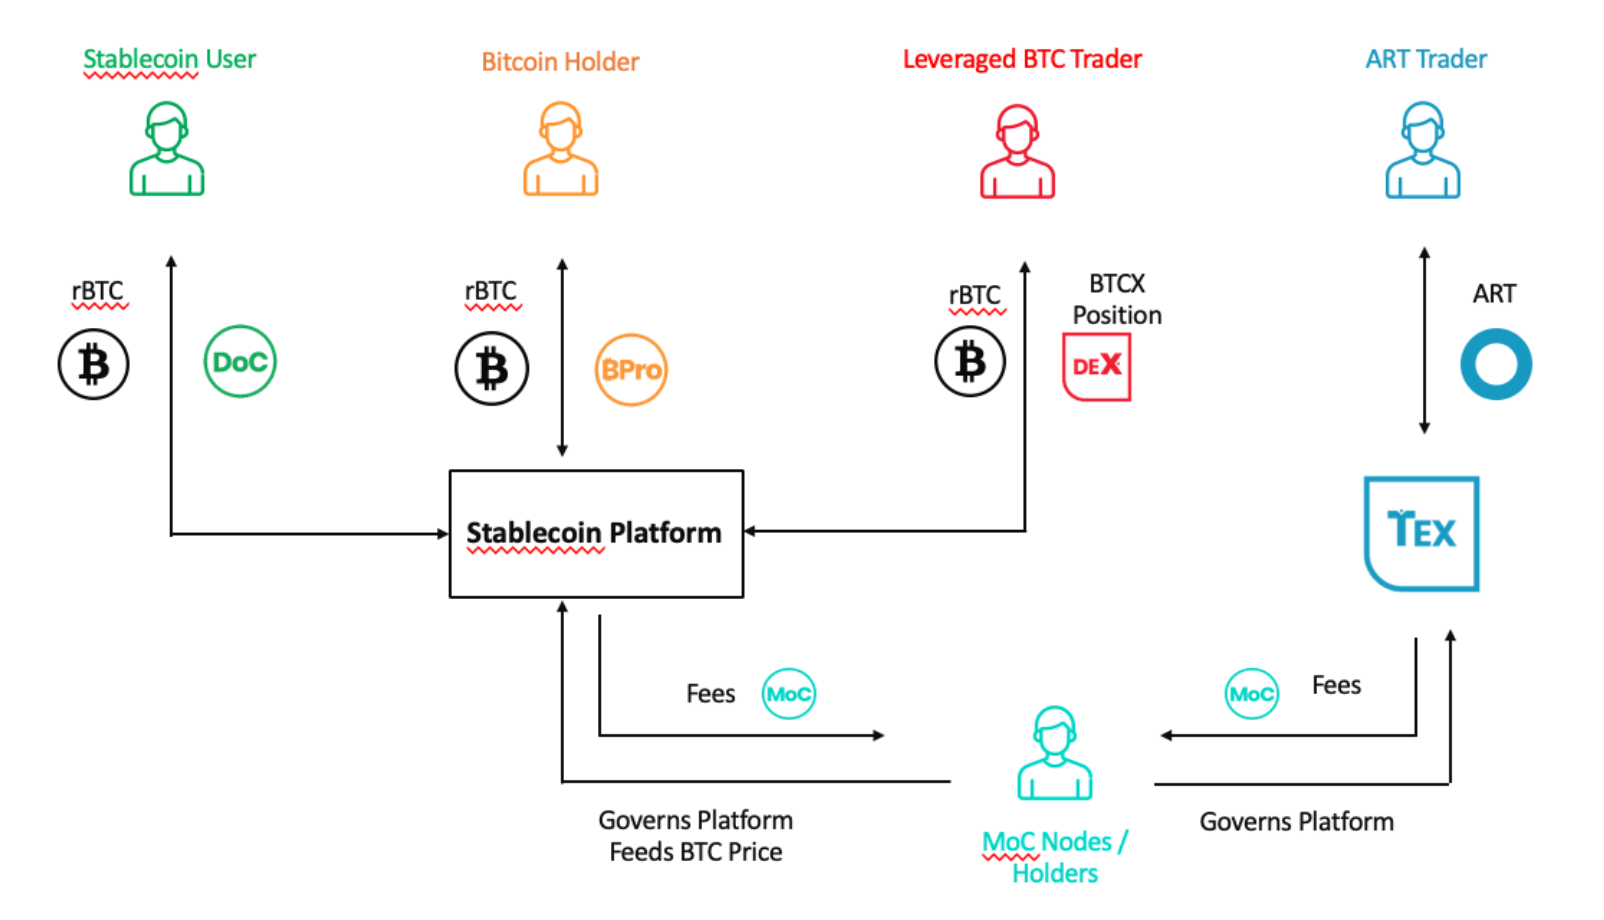 Stablecoin User
Bitcoin Holder
Leveraged BTC Trader
ART Trader
rBTC
DoC
rBTC
BPro
rBTC
BTCX
Position
DEX
ART
Stablecoin Platform
TEX
Fees
MoC
MoC
Fees
Governs Platform
Feeds BTC Price
MoC Nodes /
Holders
Governs Platform